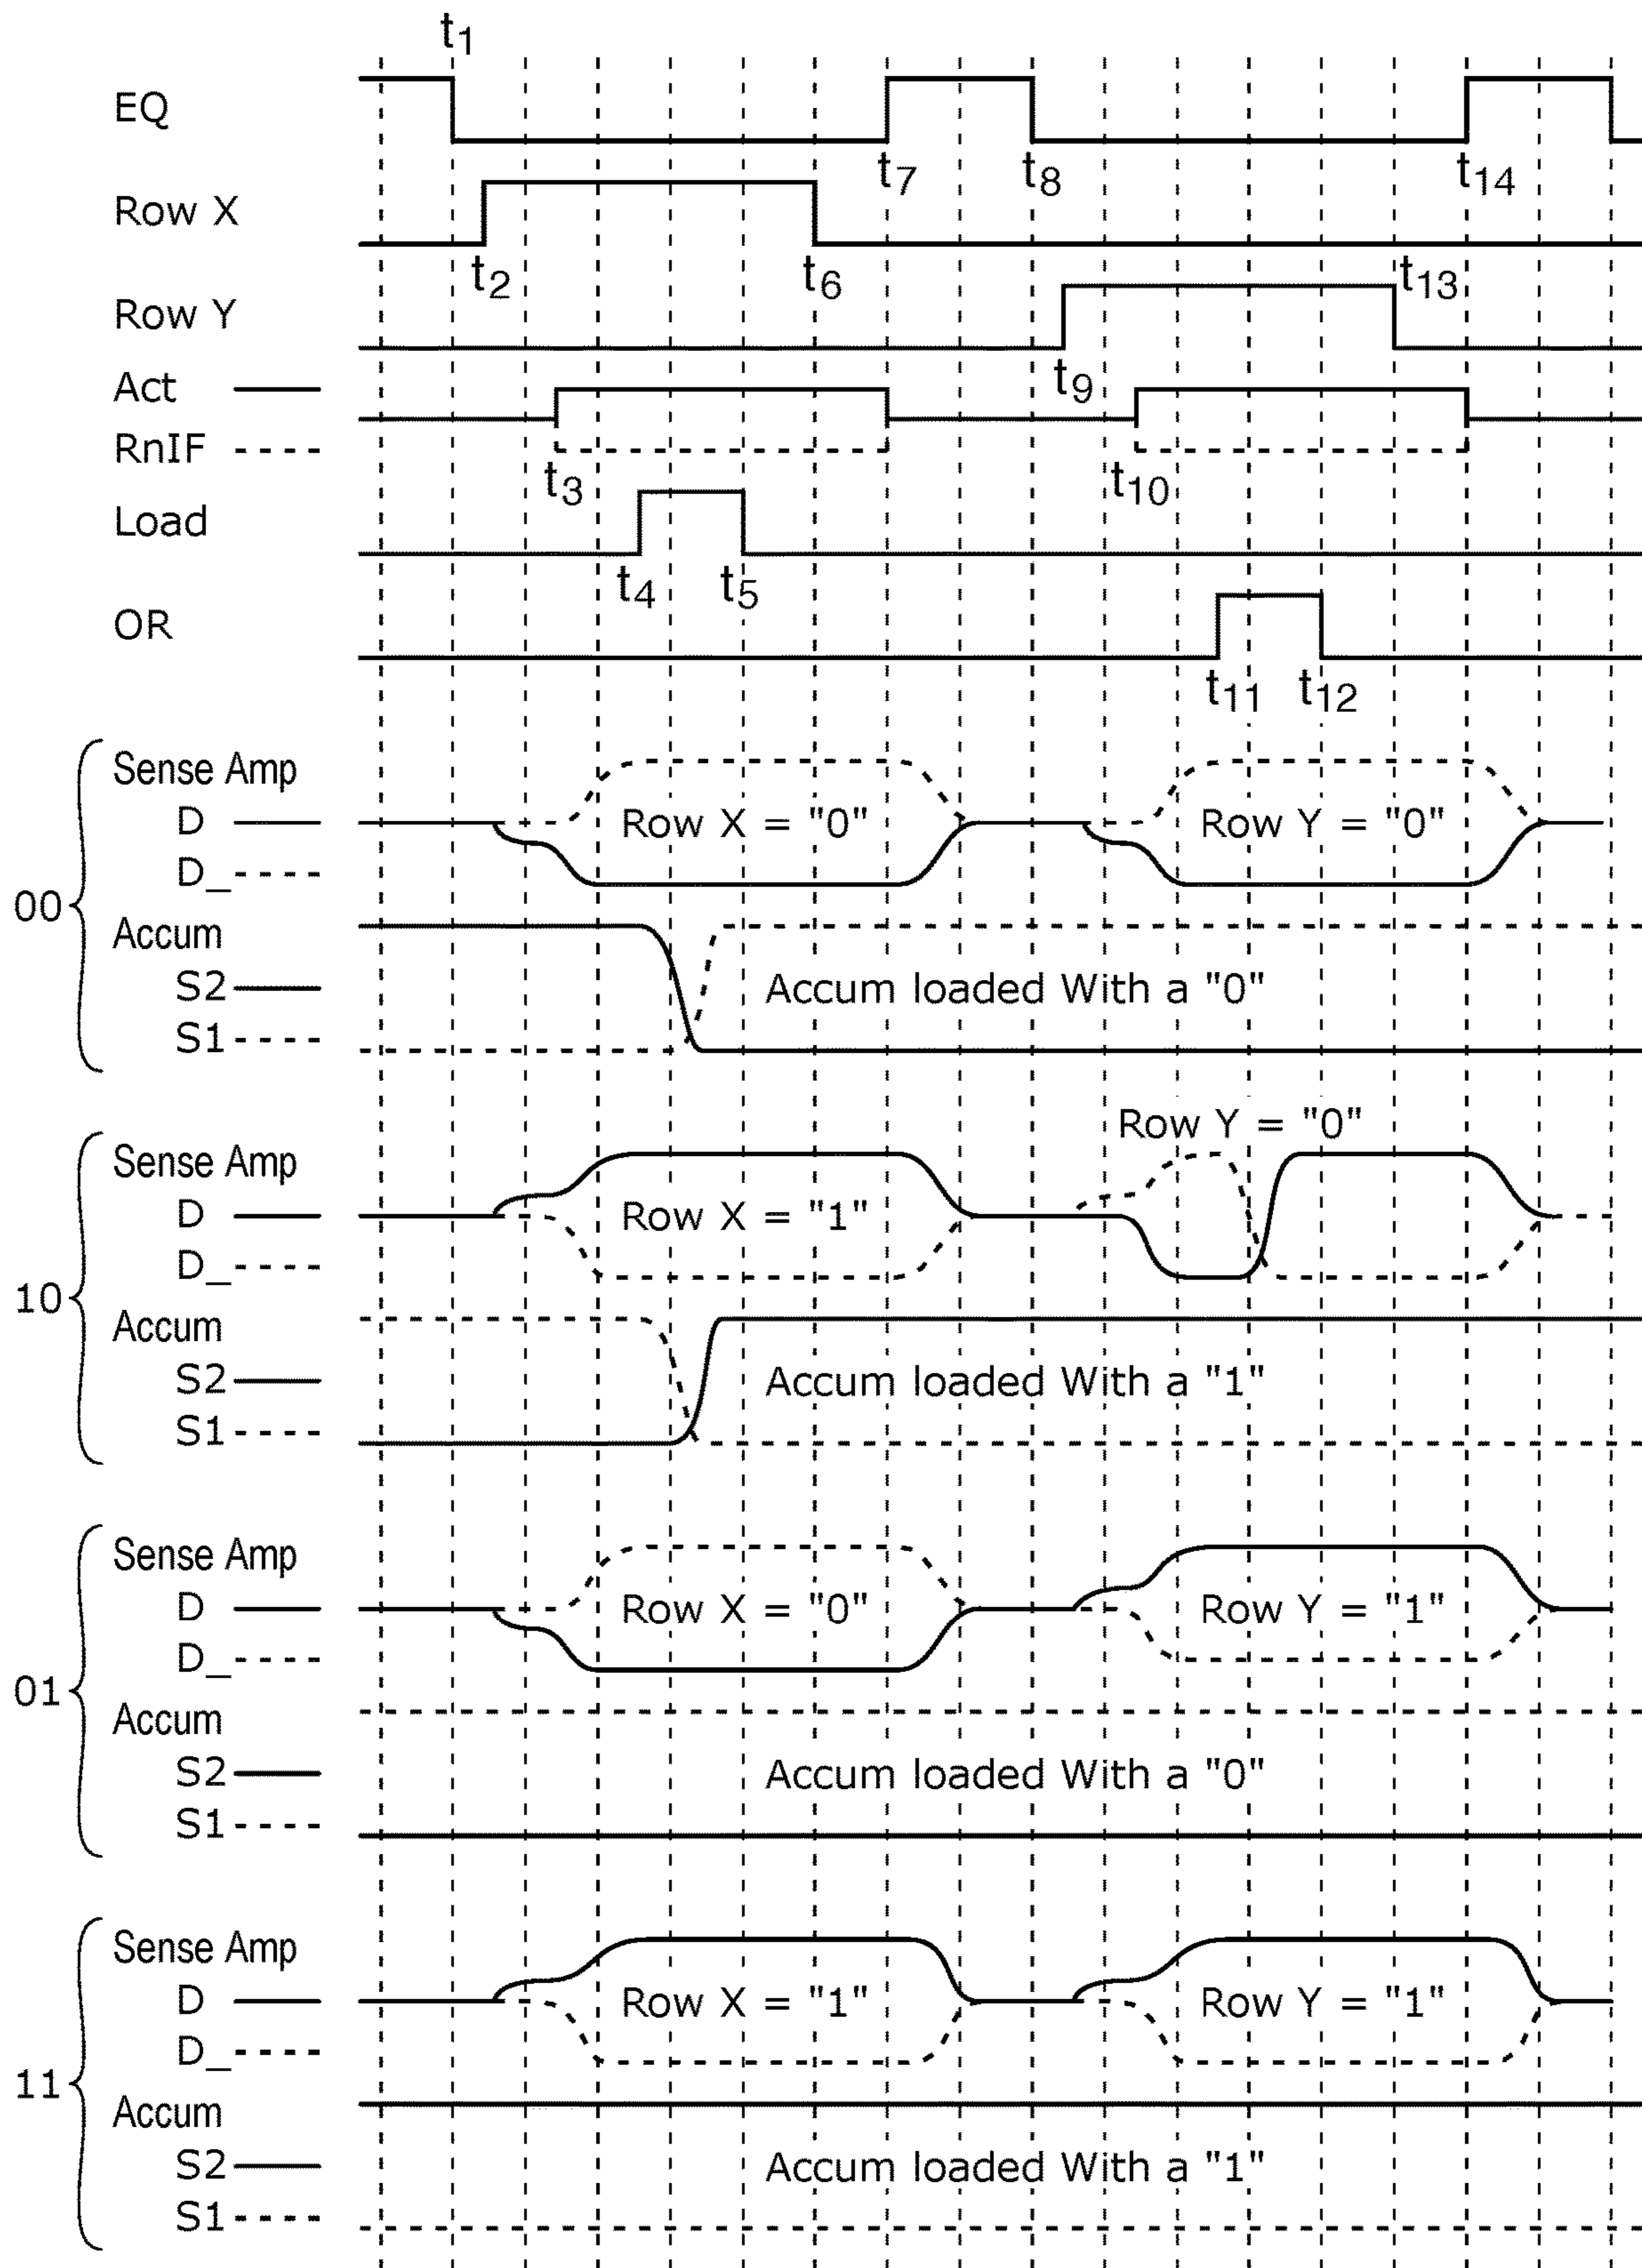 t1
EQ
t7 t8 t14
Row X
t2 t6 t13
Row Y
t9
Act
RnIF
t3 t10
Load
t4 t5
OR
t11 t12
00
Sense Amp
D Row X = "0" Row Y = "0"
D_
Accum
S2 Accum loaded With a "0"
S1
Row Y = "0"
10
Sense Amp
D Row X = "1"
D_
Accum
S2 Accum loaded With a "1"
S1
01
Sense Amp
D Row X = "0" Row Y = "1"
D_
Accum
S2 Accum loaded With a "0"
S1
11
Sense Amp
D Row X = "1" Row Y = "1"
D_
Accum
S2 Accum loaded With a "1"
S1